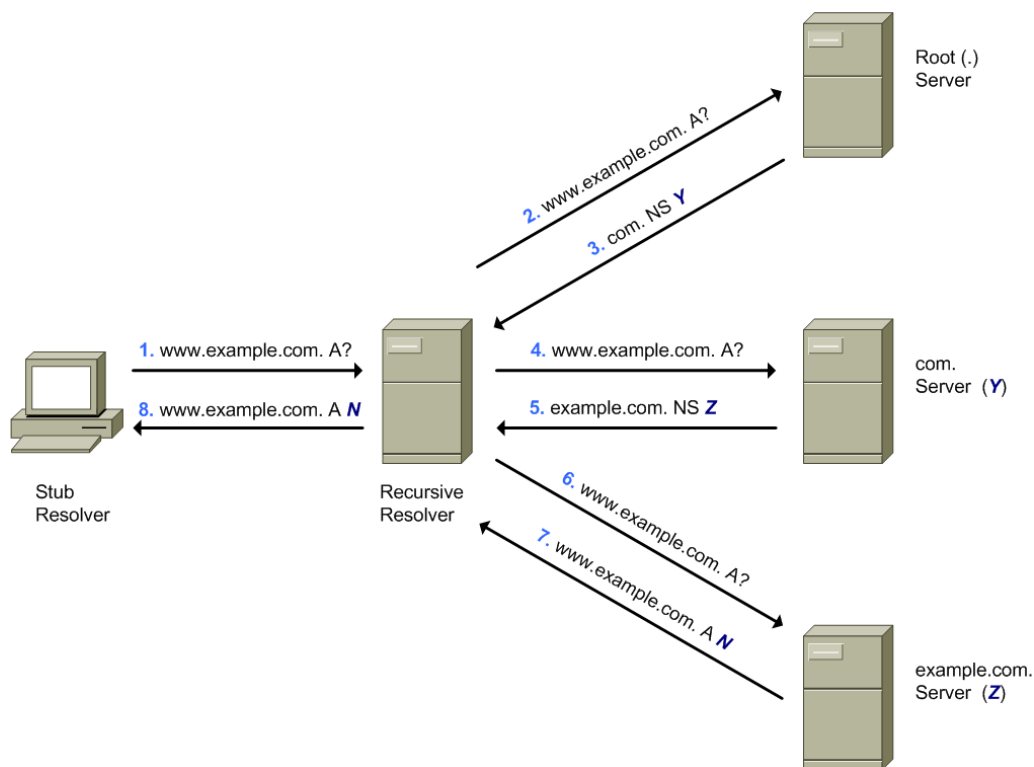 Root (.)
Server
2. www.example.com. A?
3. com. NS Y
1. www.example.com. A?
8. www.example.com. A N
4. www.example.com. A?
5. example.com. NS Z
com.
Server (Y)
Stub
Resolver
Recursive
Resolver
6. www.example.com. A?
7. www.example.com. A N
example.com.
Server (Z)